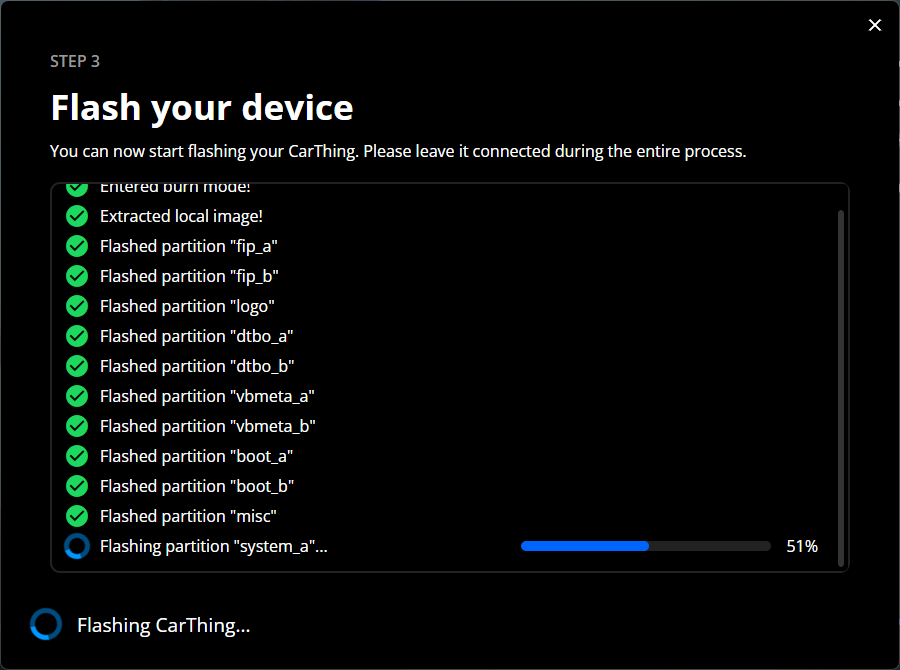 STEP 3
Flash your device
You can now start flashing your CarThing. Please leave it connected during the entire process.
Entered burn mode!
Extracted local image!
Flashed partition "fip_a"
Flashed partition "fip_b"
Flashed partition "logo"
Flashed partition "dtbo_a"
Flashed partition "dtbo_b"
Flashed partition "vbmeta_a"
Flashed partition "vbmeta_b"
Flashed partition "boot_a"
Flashed partition "boot_b"
Flashed partition "misc"
Flashing partition "system_a"... 51%
Flashing CarThing...